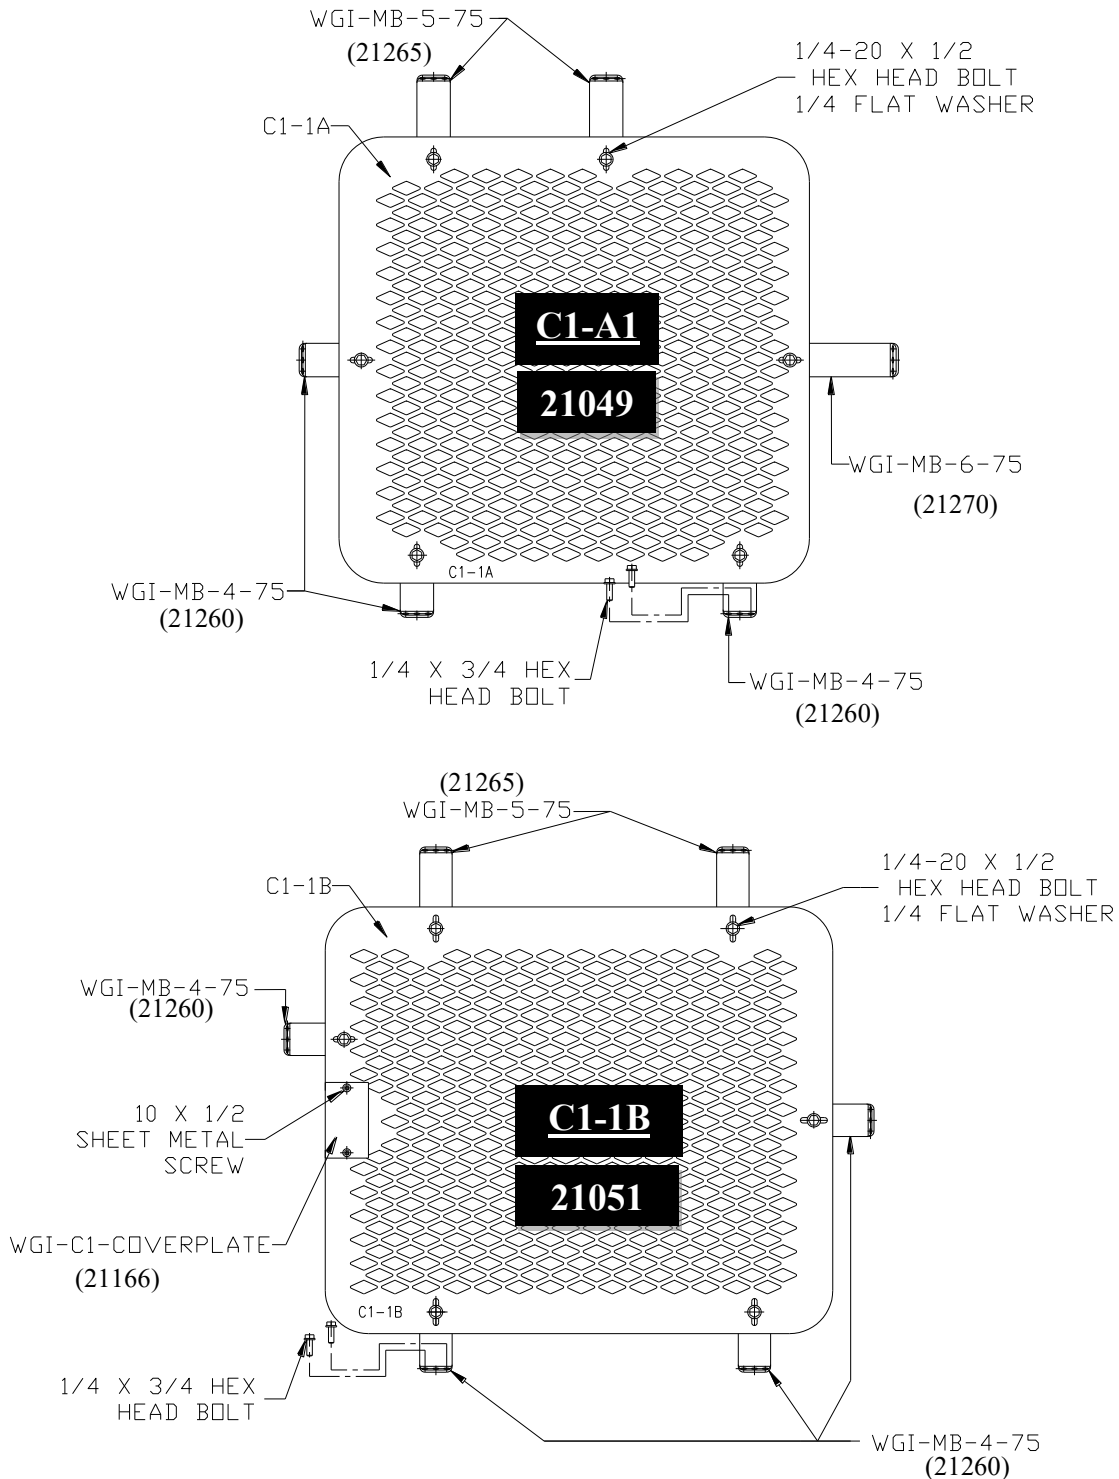 WGI-MB-5-75
(21265)
1/4-20 X 1/2
HEX HEAD BOLT
1/4 FLAT WASHER
C1-1A
C1-A1
21049
WGI-MB-6-75
(21270)
C1-1A
WGI-MB-4-75
(21260)
1/4 X 3/4 HEX
HEAD BOLT
WGI-MB-4-75
(21260)
(21265)
WGI-MB-5-75
1/4-20 X 1/2
HEX HEAD BOLT
1/4 FLAT WASHER
C1-1B
WGI-MB-4-75
(21260)
10 X 1/2
SHEET METAL
SCREW
C1-1B
21051
WGI-C1-COVERPLATE
(21166)
C1-1B
1/4 X 3/4 HEX
HEAD BOLT
WGI-MB-4-75
(21260)